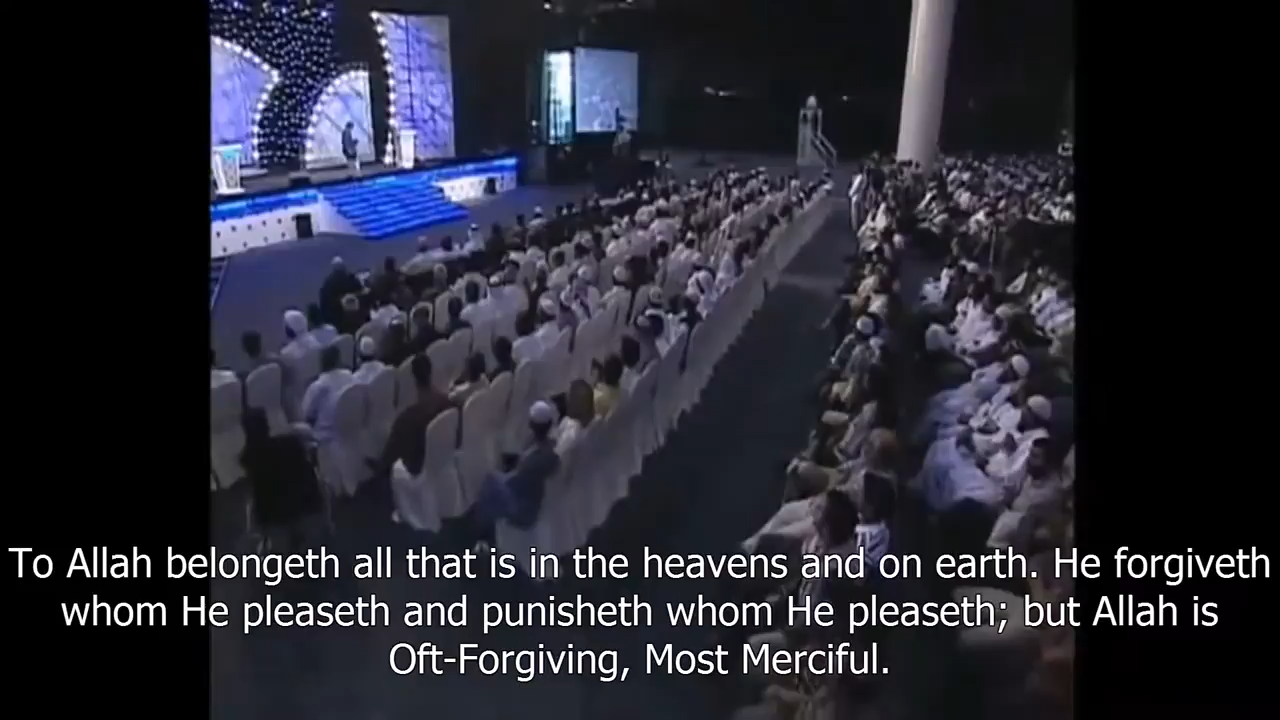 To Allah belongeth all that is in the heavens and on earth. He forgiveth
whom He pleaseth and punisheth whom He pleaseth; but Allah is
Oft-Forgiving, Most Merciful.